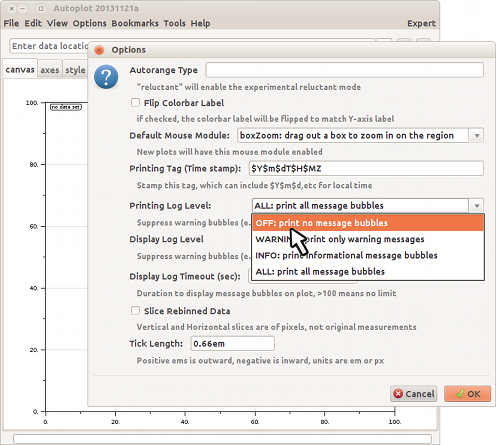 Autoplot 20131121a
File Edit View Options Bookmarks Tools Help Expert
Enter data locatio
canvas axes style
Options
Autorange Type
"reluctant" will enable the experimental reluctant mode
Flip Colorbar Label
if checked, the colorbar label will be flipped to match Y-axis label
Default Mouse Module: boxZoom: drag out a box to zoom in on the region
New plots will have this mouse module enabled
Printing Tag (Time stamp): $Y$m$dT$H$MZ
Stamp this tag, which can include $Y$m$d,etc for local time
Printing Log Level: ALL: print all message bubbles
Suppress warning bubbles (e.
OFF: print no message bubbles
WARNIN print only warning messages
INFO: print informational message bubbles
ALL: print all message bubbles
Display Log Level
Suppress warning bubbles (e.
Display Log Timeout (sec)
Duration to display message bubbles on plot, >100 means no limit
Slice Rebinned Data
Vertical and Horizontal slices are of pixels, not original measurements
Tick Length: 0.66em
Positive ems is outward, negative is inward, units are em or px
Cancel OK
100.
no data set
80.
60.
40.
20.
0.
0. 20. 40. 60. 80. 100.